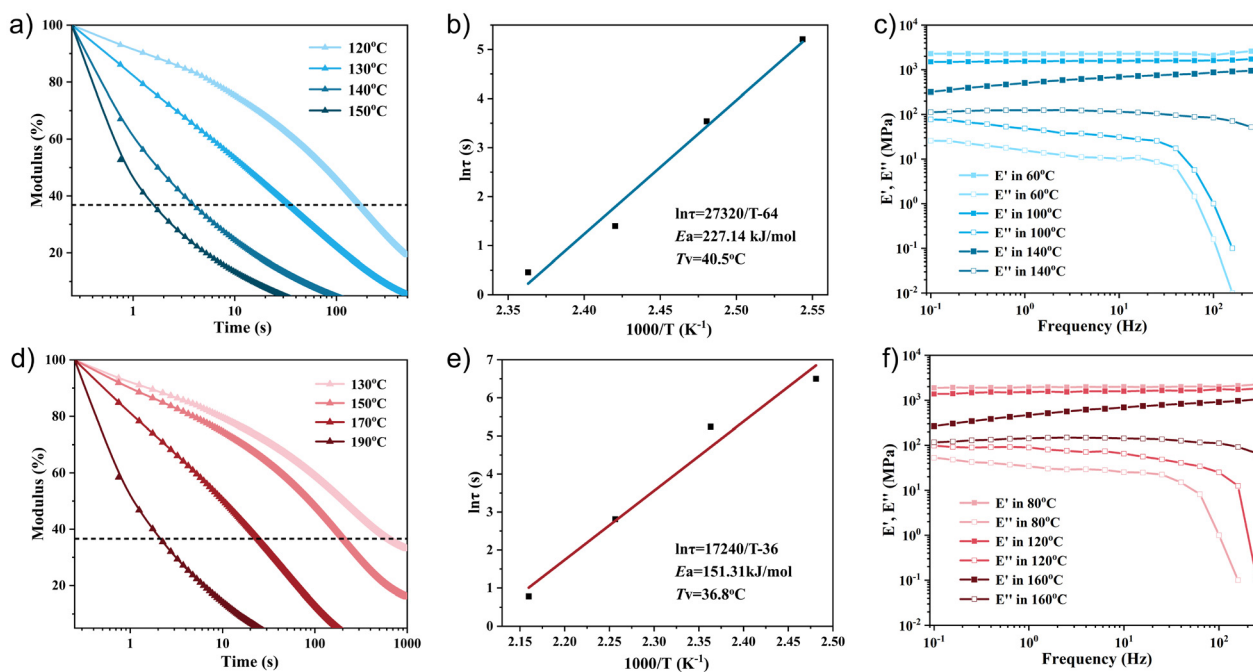 a)
100
80
60
40
20
Modulus (%)
120°C
130°C
140°C
150°C
1
10
100
Time (s)
b)
5
4
3
2
1
0
lnτ (s)
lnτ=27320/T-64
Ea=227.14 kJ/mol
Tv=40.5°C
2.35
2.40
2.45
2.50
2.55
1000/T (K⁻¹)
c)
10⁴
10³
10²
10¹
10⁰
10⁻¹
10⁻²
E', E'' (MPa)
E' in 60°C
E'' in 60°C
E' in 100°C
E'' in 100°C
E' in 140°C
E'' in 140°C
10⁻¹
10⁰
10¹
10²
Frequency (Hz)
d)
100
80
60
40
20
Modulus (%)
130°C
150°C
170°C
190°C
1
10
100
1000
Time (s)
e)
7
6
5
4
3
2
1
0
lnτ (s)
lnτ=17240/T-36
Ea=151.31kJ/mol
Tv=36.8°C
2.15
2.20
2.25
2.30
2.35
2.40
2.45
2.50
1000/T (K⁻¹)
f)
10⁴
10³
10²
10¹
10⁰
10⁻¹
10⁻²
E', E'' (MPa)
E' in 80°C
E'' in 80°C
E' in 120°C
E'' in 120°C
E' in 160°C
E'' in 160°C
10⁻¹
10⁰
10¹
10²
Frequency (Hz)